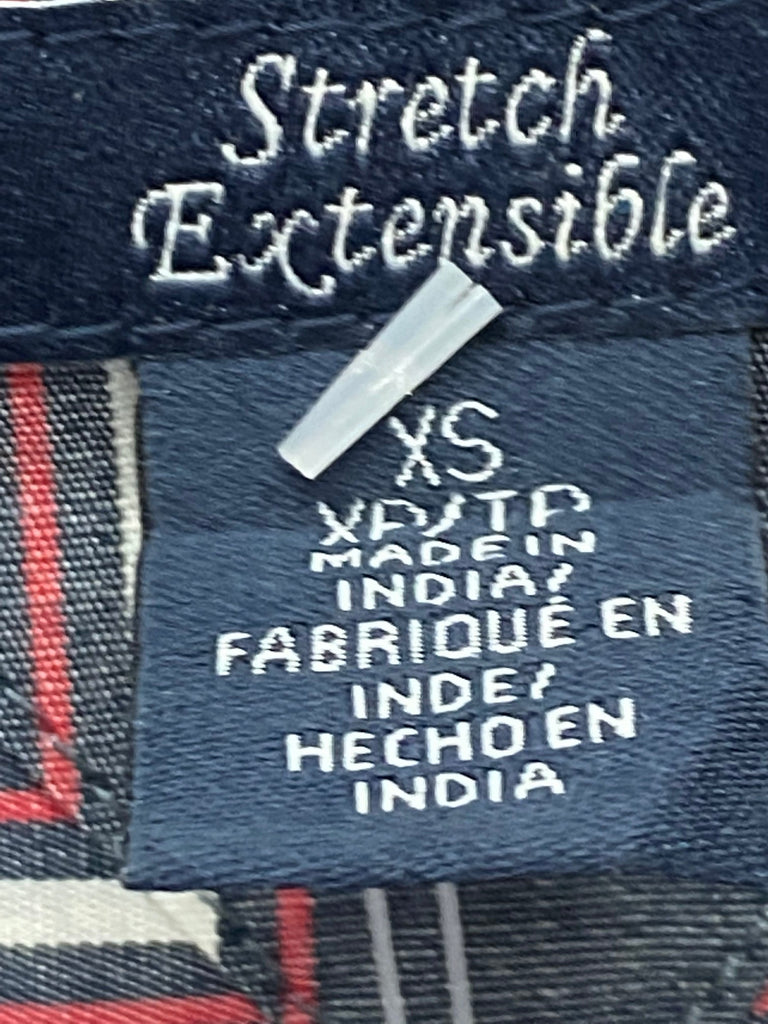 Stretch
Extensible
XS
XP/TP
MADE IN
INDIA/
FABRIQUÉ EN
INDE/
HECHO EN
INDIA